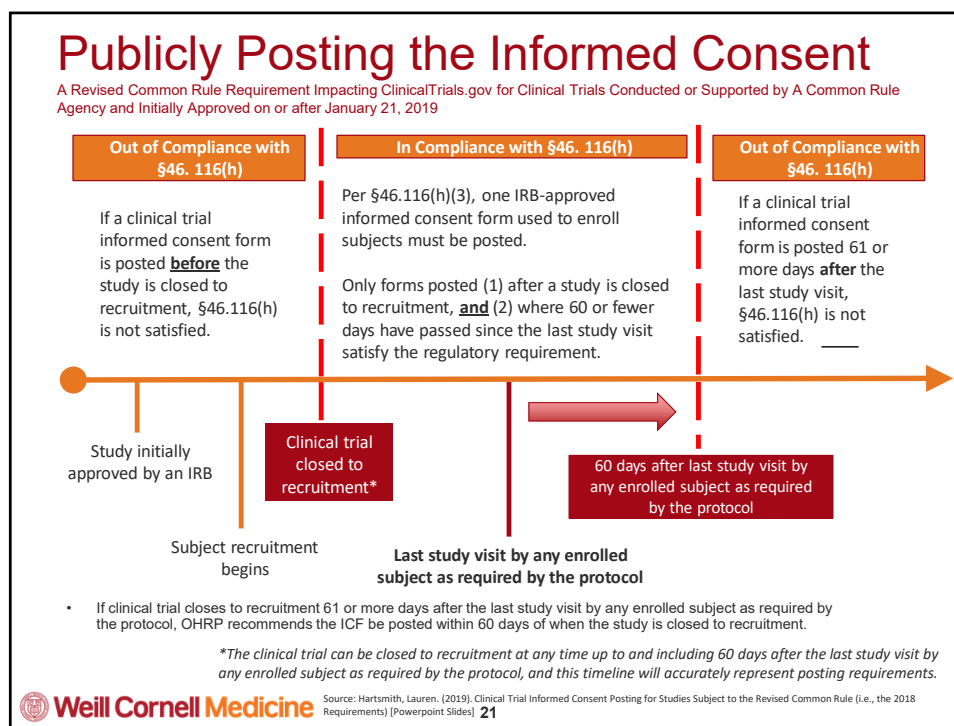 Publicly Posting the Informed Consent
A Revised Common Rule Requirement Impacting ClinicalTrials.gov for Clinical Trials Conducted or Supported by A Common Rule
Agency and Initially Approved on or after January 21, 2019
Out of Compliance with
§46. 116(h)
If a clinical trial
informed consent form
is posted before the
study is closed to
recruitment, §46.116(h)
is not satisfied.
In Compliance with §46. 116(h)
Per §46.116(h)(3), one IRB-approved
informed consent form used to enroll
subjects must be posted.
Only forms posted (1) after a study is closed
to recruitment, and (2) where 60 or fewer
days have passed since the last study visit
satisfy the regulatory requirement.
Out of Compliance with
§46. 116(h)
If a clinical trial
informed consent
form is posted 61 or
more days after the
last study visit,
§46.116(h) is not
satisfied.
Study initially
approved by an IRB
Subject recruitment
begins
Clinical trial
closed to
recruitment*
Last study visit by any enrolled
subject as required by the protocol
60 days after last study visit by
any enrolled subject as required
by the protocol
• If clinical trial closes to recruitment 61 or more days after the last study visit by any enrolled subject as required by
the protocol, OHRP recommends the ICF be posted within 60 days of when the study is closed to recruitment.
*The clinical trial can be closed to recruitment at any time up to and including 60 days after the last study visit by
any enrolled subject as required by the protocol, and this timeline will accurately represent posting requirements.
Weill Cornell Medicine
Source: Hartsmith, Lauren. (2019). Clinical Trial Informed Consent Posting for Studies Subject to the Revised Common Rule (i.e., the 2018
Requirements) [Powerpoint Slides]
21